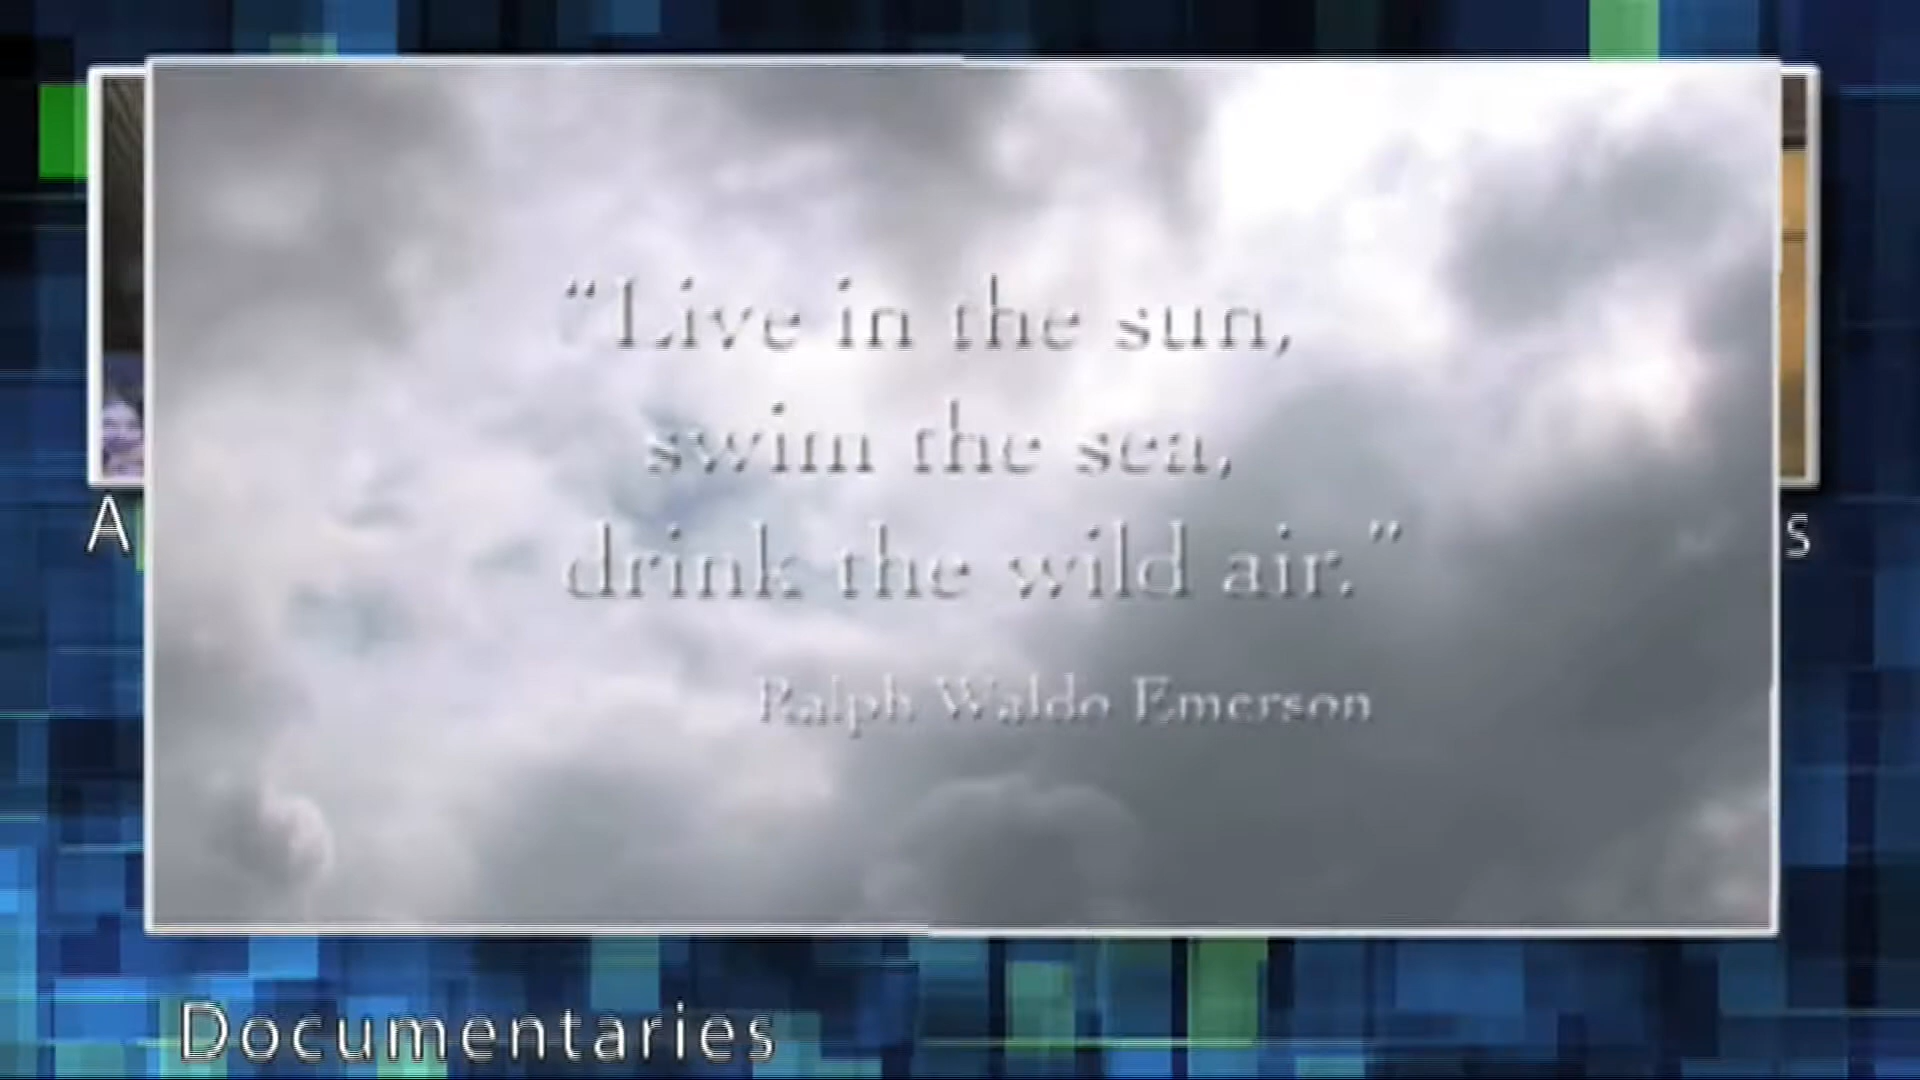 “Live in the sun,
swim the sea,
drink the wild air.”
Ralph Waldo Emerson
A
s
Documentaries